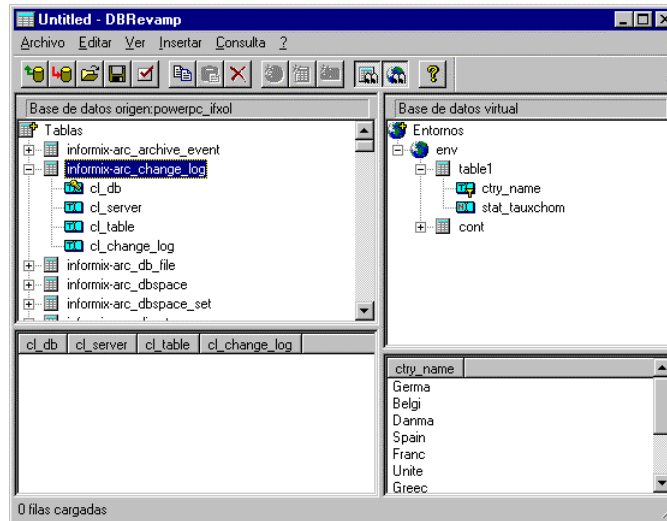 Untitled - DBRevamp
Archivo Editar Ver Insertar Consulta ?
Base de datos origen:powerpc_ifxol
Tablas
informix-arc_archive_event
informix-arc_change_log
cl_db
cl_server
cl_table
cl_change_log
informix-arc_db_file
informix-arc_dbspace
informix-arc_dbspace_set
Base de datos virtual
Entornos
env
table1
ctry_name
stat_tauxchom
cont
cl_db cl_server cl_table cl_change_log
ctry_name
Germa
Belgi
Danma
Spain
Franc
Unite
Greec
0 filas cargadas